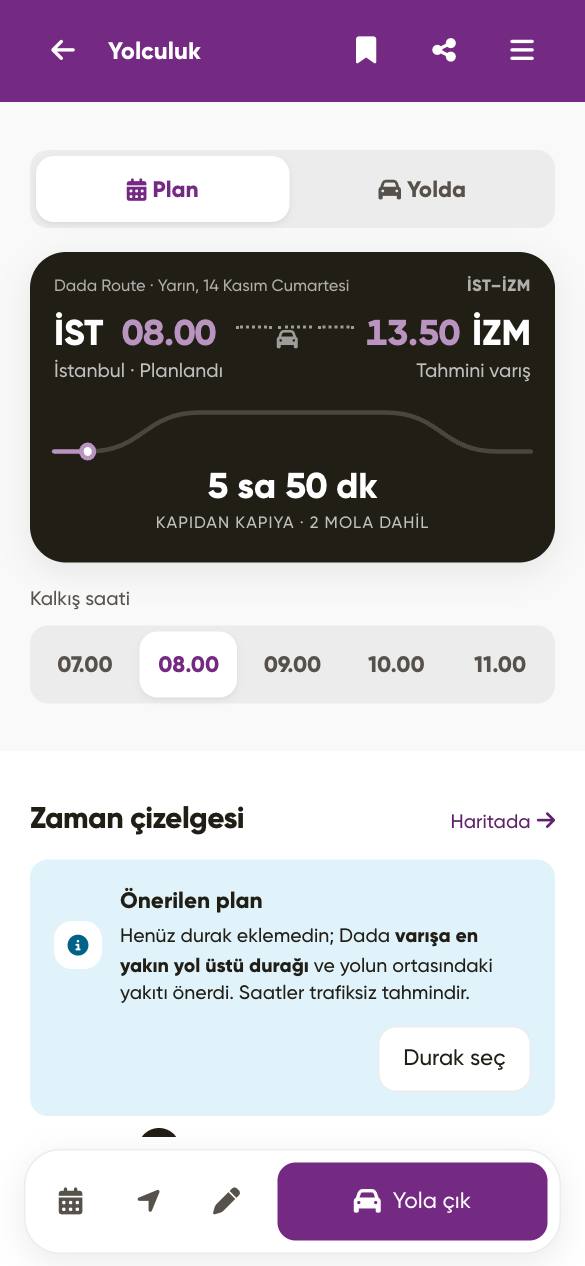 Yolculuk
Plan
Yolda
Dada Route · Yarın, 14 Kasım Cumartesi
İST–İZM
İST 08.00 13.50 İZM
İstanbul · Planlandı
Tahmini varış
5 sa 50 dk
KAPIDAN KAPIYA · 2 MOLA DAHİL
Kalkış saati
07.00 08.00 09.00 10.00 11.00
Zaman çizelgesi
Haritada
Önerilen plan
Henüz durak eklemedin; Dada varışa en
yakın yol üstü durağı ve yolun ortasındaki
yakıtı önerdi. Saatler trafiksiz tahmindir.
Durak seç
Yola çık